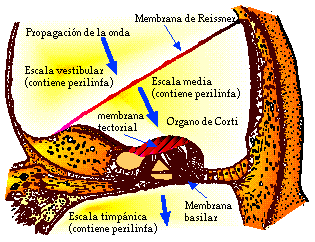 Membrana de Reissner
Propagación de la onda
Escala vestibular
(contiene perilinfa)
Escala media
(contiene perilinfa)
membrana
tectorial
Organo de Corti
Membrana
basilar
Escala timpánica
(contiene perilinfa)